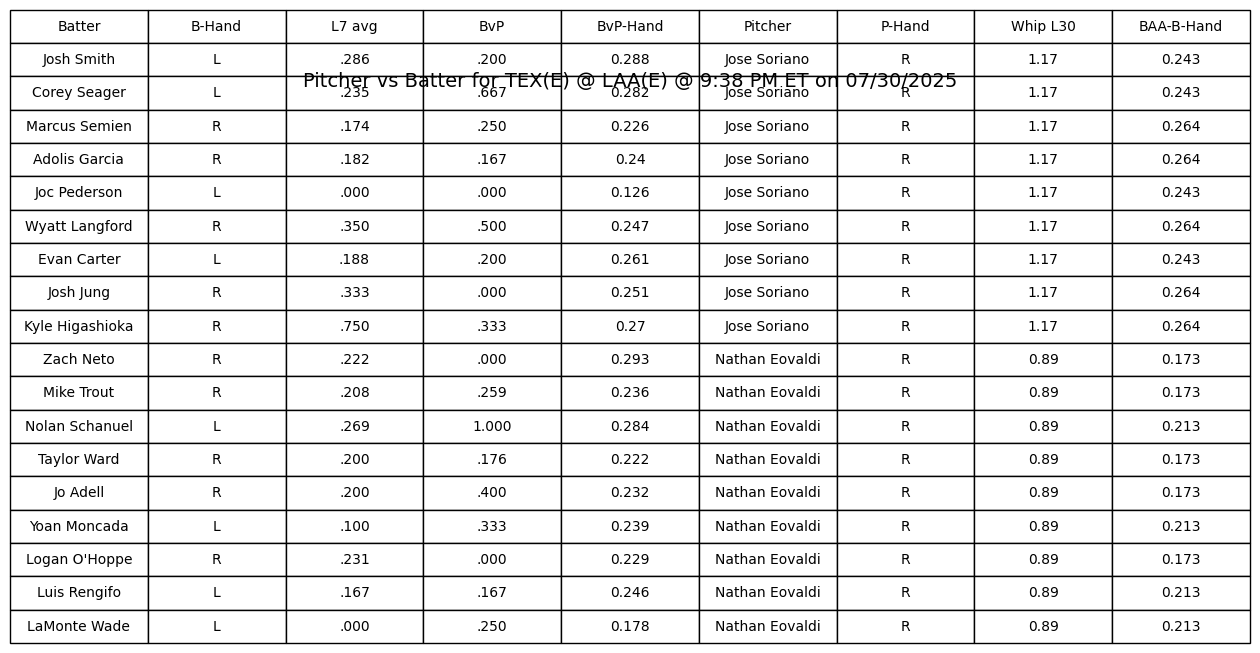 Batter B-Hand L7 avg BvP BvP-Hand Pitcher P-Hand Whip L30 BAA-B-Hand
Josh Smith L .286 .200 0.288 Jose Soriano R 1.17 0.243
Pitcher vs Batter for TEX(E) @ LAA(E) @ 9:38 PM ET on 07/30/2025
Corey Seager L .235 .667 0.282 Jose Soriano R 1.17 0.243
Marcus Semien R .174 .250 0.226 Jose Soriano R 1.17 0.264
Adolis Garcia R .182 .167 0.24 Jose Soriano R 1.17 0.264
Joc Pederson L .000 .000 0.126 Jose Soriano R 1.17 0.243
Wyatt Langford R .350 .500 0.247 Jose Soriano R 1.17 0.264
Evan Carter L .188 .200 0.261 Jose Soriano R 1.17 0.243
Josh Jung R .333 .000 0.251 Jose Soriano R 1.17 0.264
Kyle Higashioka R .750 .333 0.27 Jose Soriano R 1.17 0.264
Zach Neto R .222 .000 0.293 Nathan Eovaldi R 0.89 0.173
Mike Trout R .208 .259 0.236 Nathan Eovaldi R 0.89 0.173
Nolan Schanuel L .269 1.000 0.284 Nathan Eovaldi R 0.89 0.213
Taylor Ward R .200 .176 0.222 Nathan Eovaldi R 0.89 0.173
Jo Adell R .200 .400 0.232 Nathan Eovaldi R 0.89 0.173
Yoan Moncada L .100 .333 0.239 Nathan Eovaldi R 0.89 0.213
Logan O'Hoppe R .231 .000 0.229 Nathan Eovaldi R 0.89 0.173
Luis Rengifo L .167 .167 0.246 Nathan Eovaldi R 0.89 0.213
LaMonte Wade L .000 .250 0.178 Nathan Eovaldi R 0.89 0.213